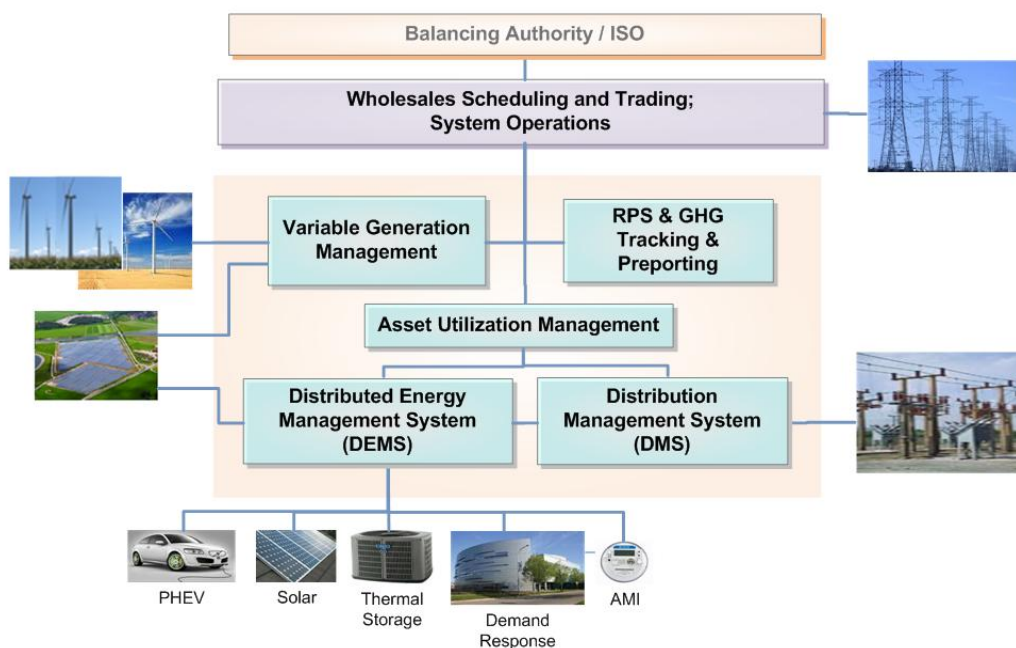 Balancing Authority / ISO
Wholesales Scheduling and Trading;
System Operations
Variable Generation
Management
RPS & GHG
Tracking &
Preporting
Asset Utilization Management
Distributed Energy
Management System
(DEMS)
Distribution
Management System
(DMS)
PHEV
Solar
Thermal
Storage
Demand
Response
AMI